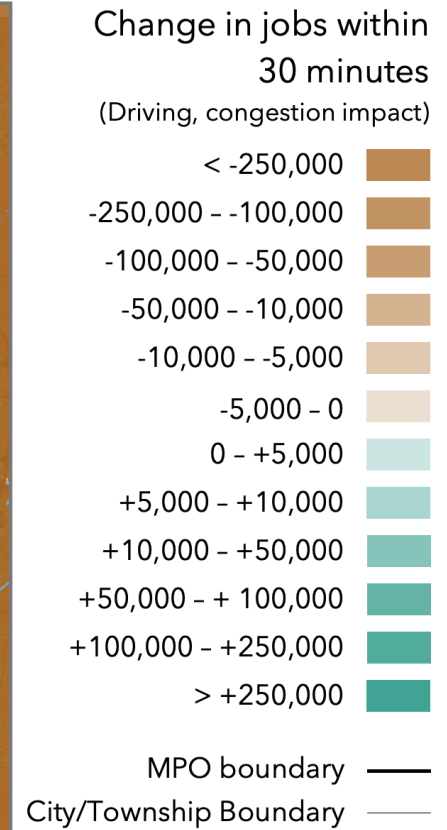 Change in jobs within
30 minutes
(Driving, congestion impact)
< -250,000
-250,000 – -100,000
-100,000 – -50,000
-50,000 – -10,000
-10,000 – -5,000
-5,000 – 0
0 – +5,000
+5,000 – +10,000
+10,000 – +50,000
+50,000 – + 100,000
+100,000 – +250,000
> +250,000
MPO boundary
City/Township Boundary